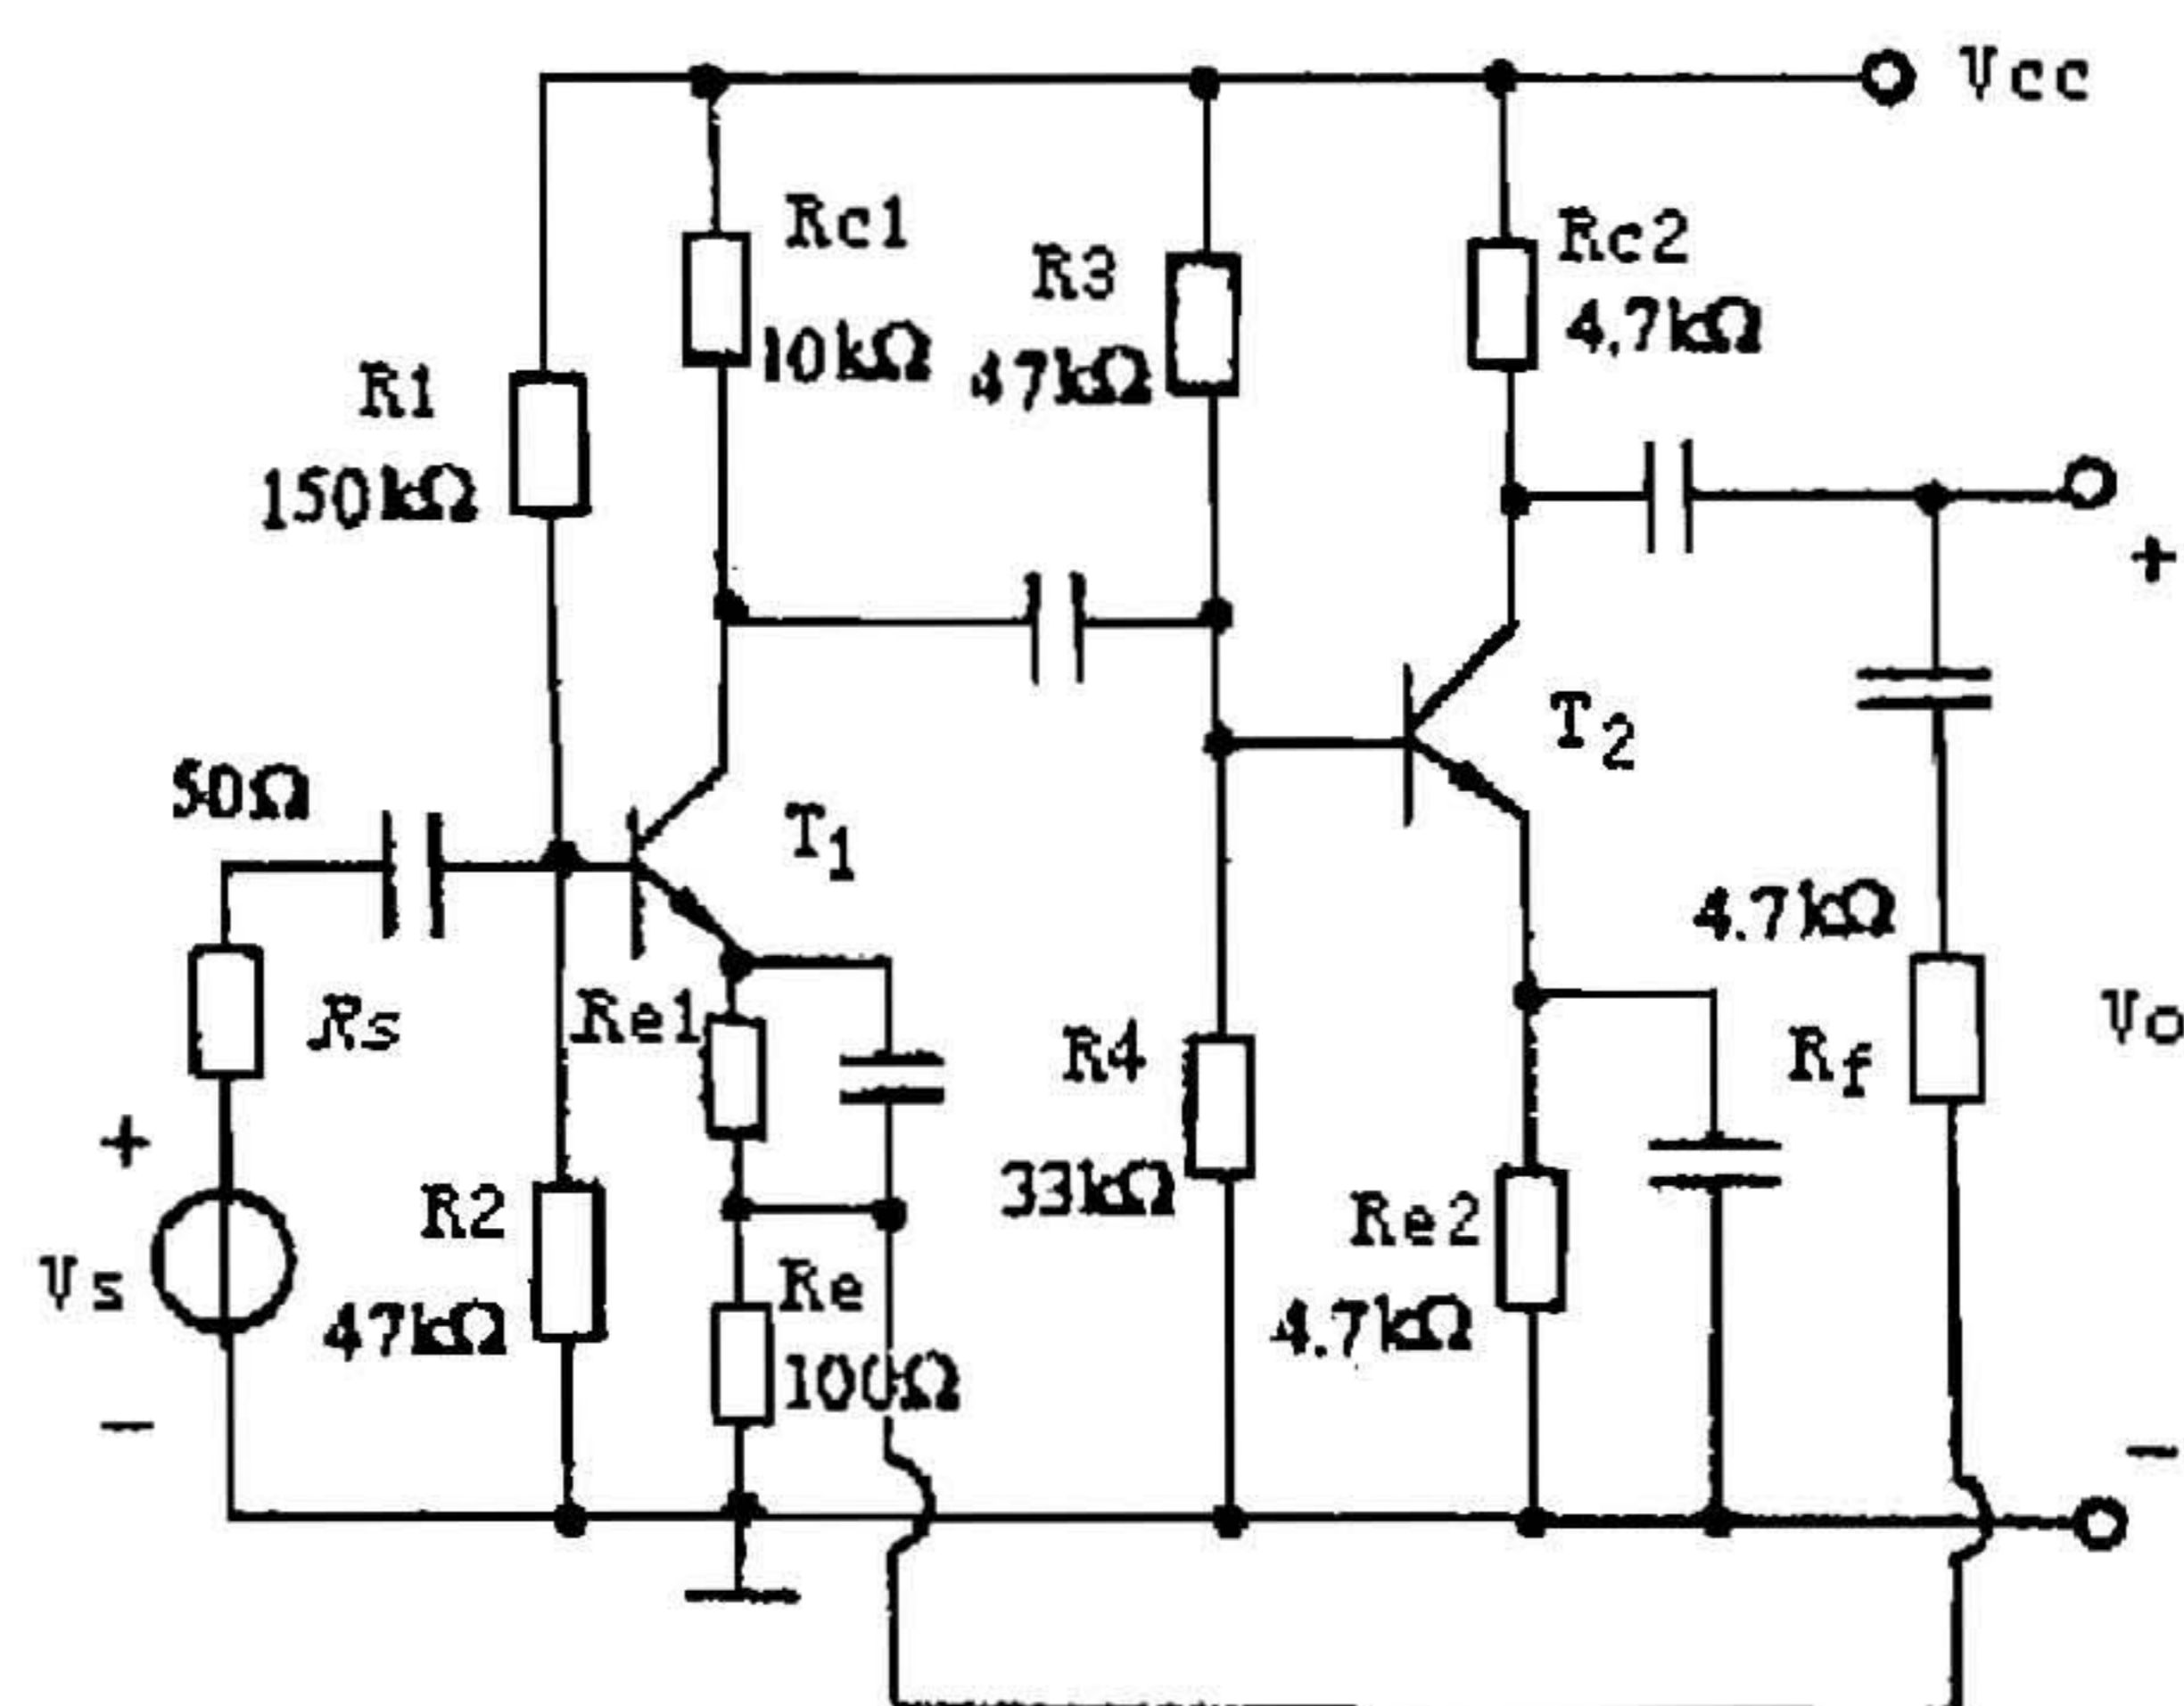 Vcc
Rc1
10kΩ
R3
47kΩ
Rc2
4.7kΩ
R1
150kΩ
+
50Ω
T1
T2
4.7kΩ
Rs
Re1
R4
33kΩ
Rf
Vo
+
Vs
−
R2
47kΩ
Re
100Ω
Re2
4.7kΩ
−